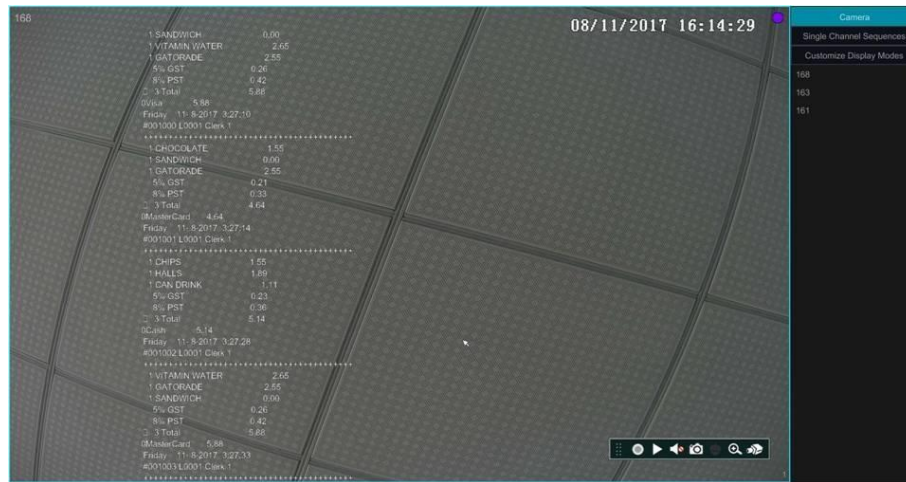 168
08/11/2017 16:14:29
1 SANDWICH 0.00
1 VITAMIN WATER 2.65
1 GATORADE 2.55
5% GST 0.26
8% PST 0.42
3 Total 5.88
0Visa 5.88
Friday 11- 8-2017 3:27:10
#001000 L0001 Clerk 1
++++++++++++++++++++++++++++++++++++++
1 CHOCOLATE 1.55
1 SANDWICH 0.00
1 GATORADE 2.55
5% GST 0.21
8% PST 0.33
3 Total 4.64
0MasterCard 4.64
Friday 11- 8-2017 3:27:14
#001001 L0001 Clerk 1
++++++++++++++++++++++++++++++++++++++
1 CHIPS 1.55
1 HALLS 1.89
1 CAN DRINK 1.11
5% GST 0.23
8% PST 0.36
3 Total 5.14
0Cash 5.14
Friday 11- 8-2017 3:27:28
#001002 L0001 Clerk 1
++++++++++++++++++++++++++++++++++++++
1 VITAMIN WATER 2.65
1 GATORADE 2.55
1 SANDWICH 0.00
5% GST 0.26
8% PST 0.42
3 Total 5.88
0MasterCard 5.88
Friday 11- 8-2017 3:27:33
#001003 L0001 Clerk 1
++++++++++++++++++++++++++++++++++++++
1
Camera
Single Channel Sequences
Customize Display Modes
168
163
161